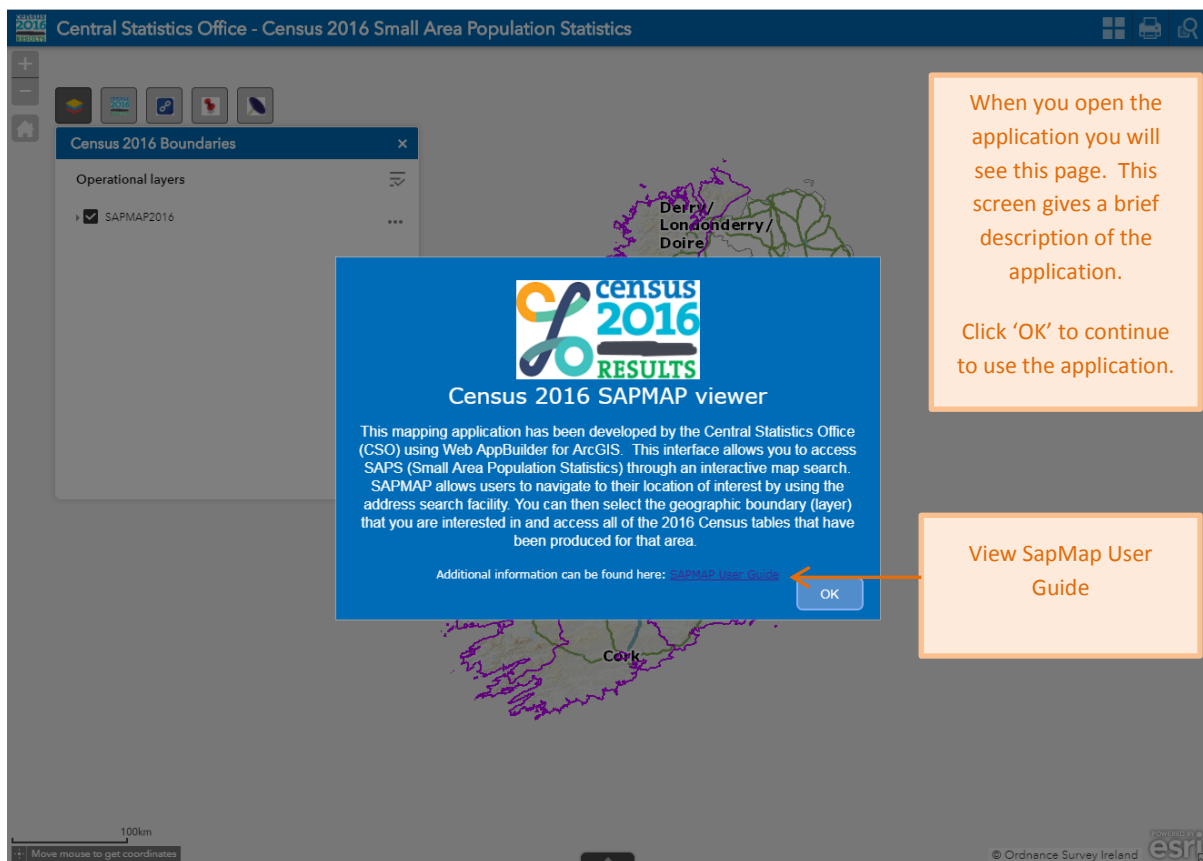 census
2016
RESULTS
Central Statistics Office - Census 2016 Small Area Population Statistics
+
−
Census 2016 Boundaries
×
Operational layers
SAPMAP2016
...
Derry/
Londonderry/
Doire
census
2016
RESULTS
Census 2016 SAPMAP viewer
This mapping application has been developed by the Central Statistics Office
(CSO) using Web AppBuilder for ArcGIS. This interface allows you to access
SAPS (Small Area Population Statistics) through an interactive map search.
SAPMAP allows users to navigate to their location of interest by using the
address search facility. You can then select the geographic boundary (layer)
that you are interested in and access all of the 2016 Census tables that have
been produced for that area.
Additional information can be found here: SAPMAP User Guide
OK
Cork
When you open the
application you will
see this page. This
screen gives a brief
description of the
application.
Click ‘OK’ to continue
to use the application.
View SapMap User
Guide
100km
Move mouse to get coordinates
© Ordnance Survey Ireland
POWERED BY
esri